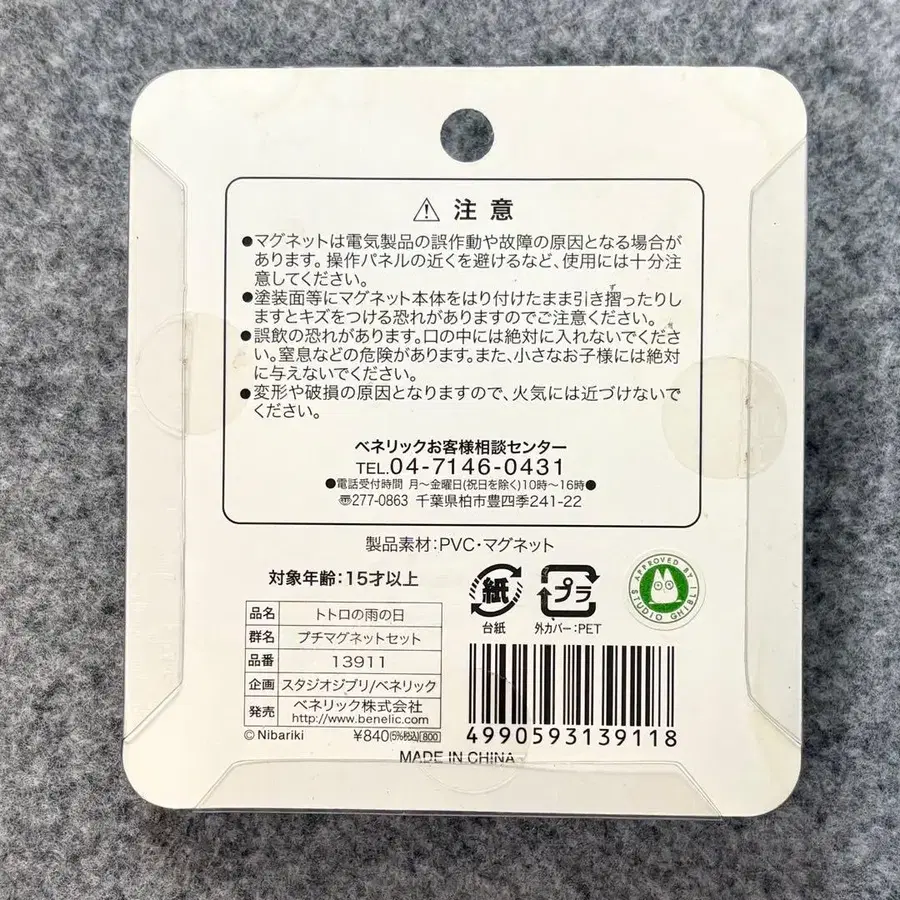 ⚠ 注意
●マグネットは電気製品の誤作動や故障の原因となる場合が
あります。操作パネルの近くを避けるなど、使用には十分注
意してください。
●塗装面等にマグネット本体をはり付けたまま引き摺ったりし
ず
ますとキズをつける恐れがありますのでご注意ください。
●誤飲の恐れがあります。口の中には絶対に入れないでくださ
い。窒息などの危険があります。また、小さなお子様には絶対
に与えないでください。
●変形や破損の原因となりますので、火気には近づけないで
ください。
ベネリックお客様相談センター
TEL.04-7146-0431
●電話受付時間 月〜金曜日(祝日を除く)10時〜16時●
〠277-0863 千葉県柏市豊四季241-22
製品素材:PVC・マグネット
対象年齢:15才以上
紙
台紙
プラ
外カバー:PET
APPROVED BY
STUDIO GHIBLI
品名 トトロの雨の日
群名 プチマグネットセット
品番 13911
企画 スタジオジブリ/ベネリック
発売 ベネリック株式会社
http://www.benelic.com
©Nibariki ¥840(5%税込)800
4990593139118
MADE IN CHINA